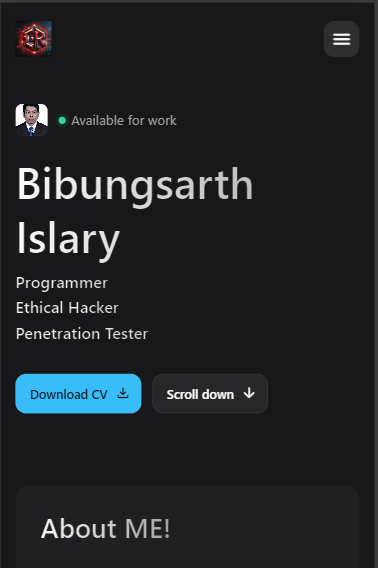 Available for work
Bibungsarth
Islary
Programmer
Ethical Hacker
Penetration Tester
Download CV
Scroll down
About ME!